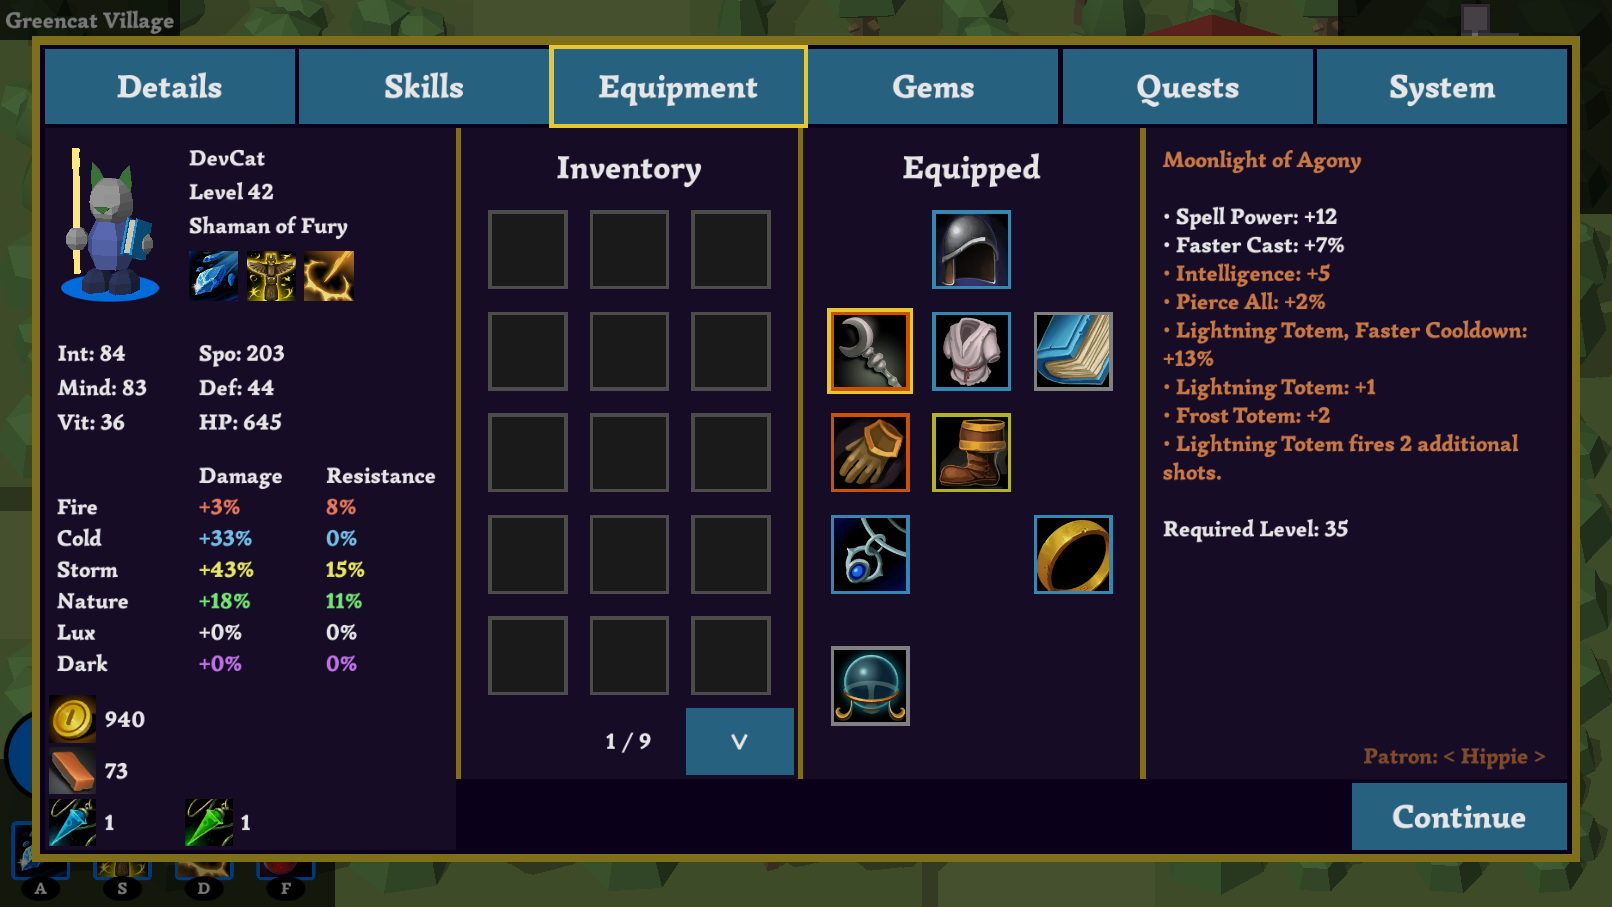 Greencat Village
Details
Skills
Equipment
Gems
Quests
System
DevCat
Level 42
Shaman of Fury
Int: 84
Spo: 203
Mind: 83
Def: 44
Vit: 36
HP: 645
Damage
Resistance
Fire
+3%
8%
Cold
+33%
0%
Storm
+43%
15%
Nature
+18%
11%
Lux
+0%
0%
Dark
+0%
0%
940
73
1
1
Inventory
1 / 9
V
Equipped
Moonlight of Agony
• Spell Power: +12
• Faster Cast: +7%
• Intelligence: +5
• Pierce All: +2%
• Lightning Totem, Faster Cooldown:
+13%
• Lightning Totem: +1
• Frost Totem: +2
• Lightning Totem fires 2 additional
shots.
Required Level: 35
Patron: < Hippie >
Continue
A
S
D
F